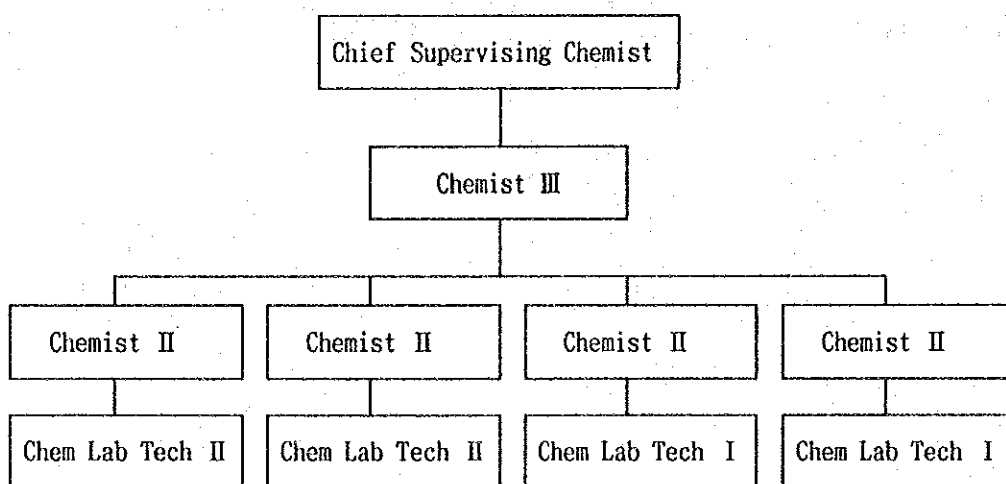 Chief Supervising Chemist
Chemist Ⅲ
Chemist Ⅱ Chemist Ⅱ Chemist Ⅱ Chemist Ⅱ
Chem Lab Tech Ⅱ Chem Lab Tech Ⅱ Chem Lab Tech Ⅰ Chem Lab Tech Ⅰ